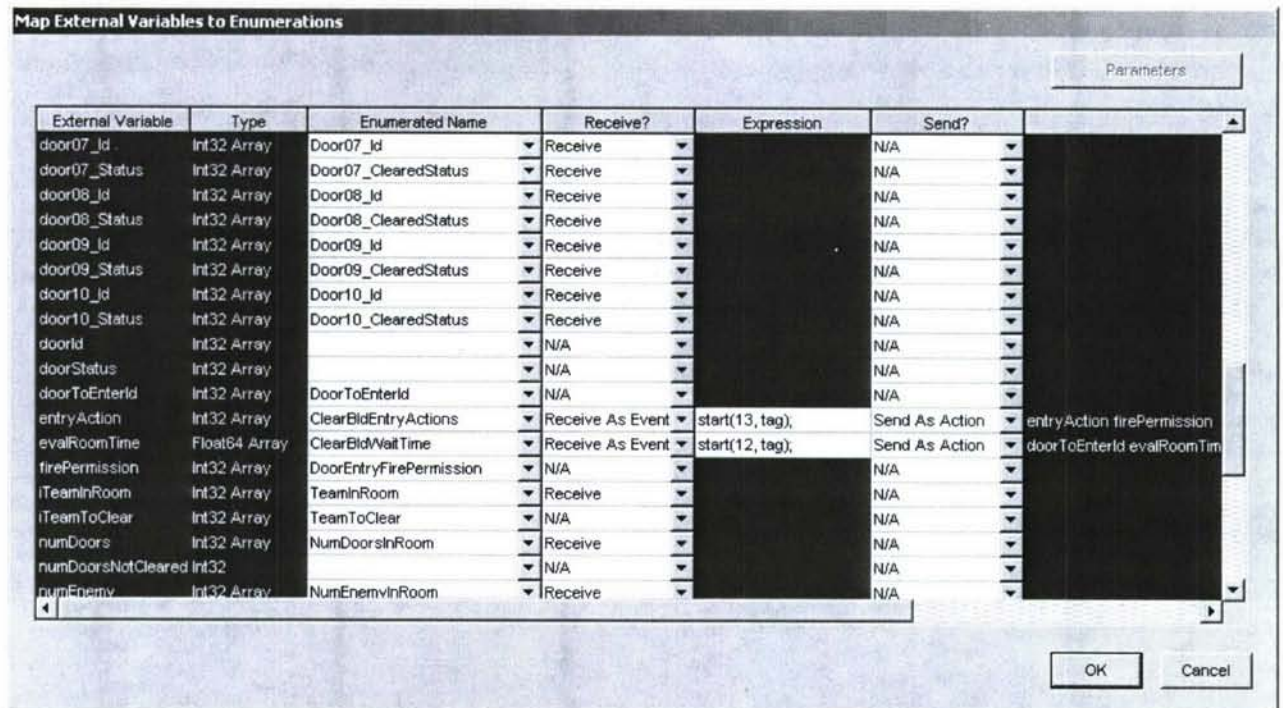 Map External Variables to Enumerations
Parameters
External Variable Type Enumerated Name Receive? Expression Send?
door07_Id Int32 Array Door07_Id Receive N/A
door07_Status Int32 Array Door07_ClearedStatus Receive N/A
door08_Id Int32 Array Door08_Id Receive N/A
door08_Status Int32 Array Door08_ClearedStatus Receive N/A
door09_Id Int32 Array Door09_Id Receive N/A
door09_Status Int32 Array Door09_ClearedStatus Receive N/A
door10_Id Int32 Array Door10_Id Receive N/A
door10_Status Int32 Array Door10_ClearedStatus Receive N/A
doorId Int32 Array N/A N/A
doorStatus Int32 Array N/A N/A
doorToEnterId Int32 Array DoorToEnterId N/A N/A
entryAction Int32 Array ClearBldEntryActions Receive As Event start(13, tag); Send As Action entryAction firePermission
evalRoomTime Float64 Array ClearBldWaitTime Receive As Event start(12, tag); Send As Action doorToEnterId evalRoomTim
firePermission Int32 Array DoorEntryFirePermission N/A N/A
iTeamInRoom Int32 Array TeamInRoom Receive N/A
iTeamToClear Int32 Array TeamToClear N/A N/A
numDoors Int32 Array NumDoorsInRoom Receive N/A
numDoorsNotCleared Int32 N/A N/A
numEnemy Int32 Array NumEnemyInRoom Receive N/A
OK Cancel